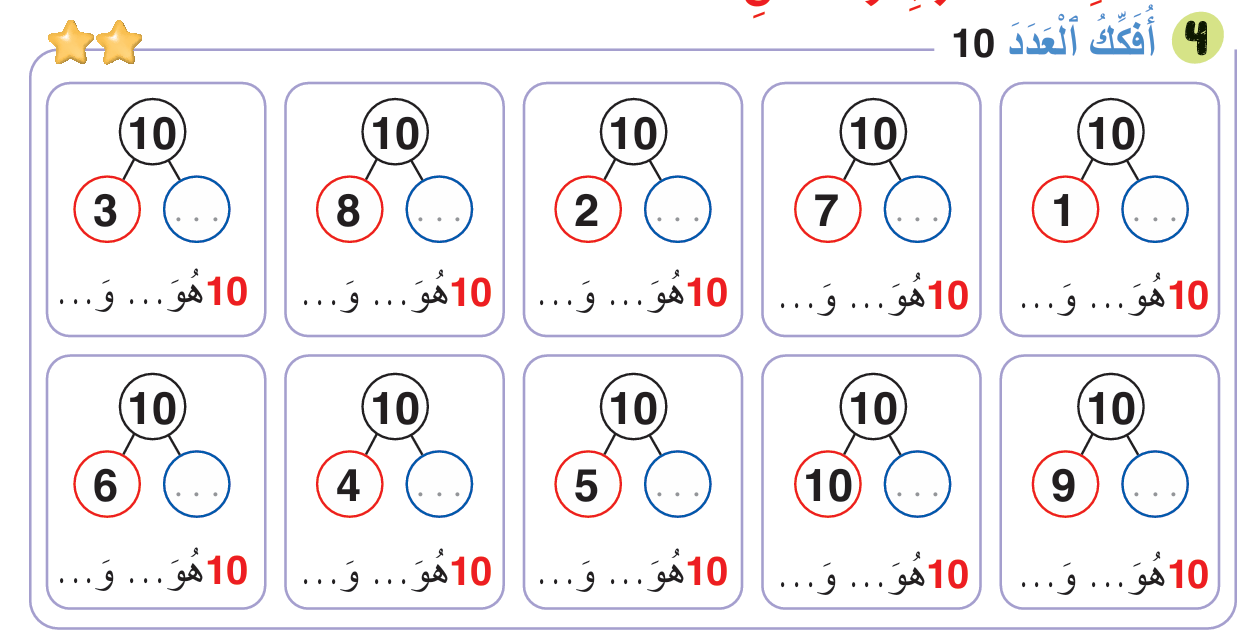 4 أُفَكِّكُ ٱلْعَدَدَ 10
10 10 10 10 10
1 ... 7 ... 2 ... 8 ... 3 ...
10 هُوَ ... وَ ... 10 هُوَ ... وَ ... 10 هُوَ ... وَ ... 10 هُوَ ... وَ ... 10 هُوَ ... وَ ...
10 10 10 10 10
9 ... 10 ... 5 ... 4 ... 6 ...
10 هُوَ ... وَ ... 10 هُوَ ... وَ ... 10 هُوَ ... وَ ... 10 هُوَ ... وَ ... 10 هُوَ ... وَ ...